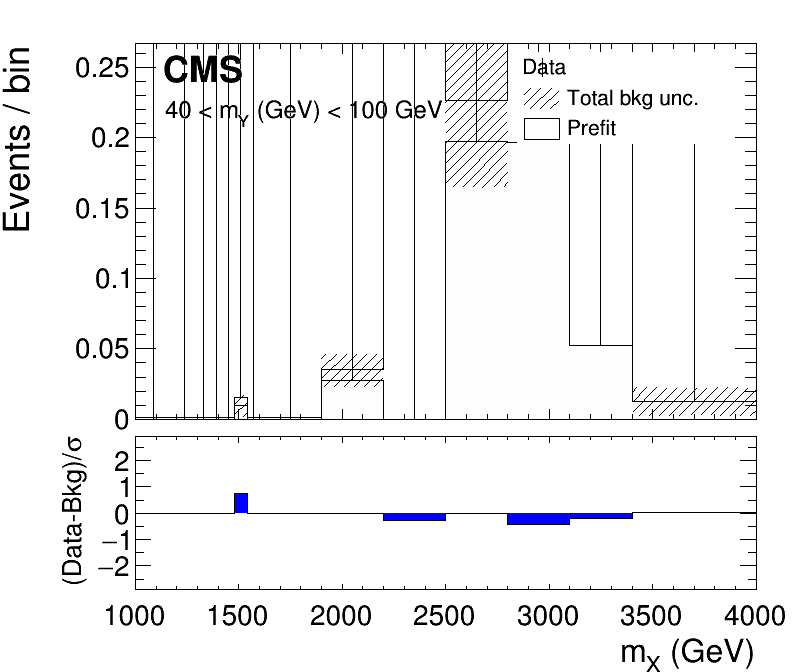 CMS
40 < mY (GeV) < 100 GeV
Data
Total bkg unc.
Prefit
Events / bin
0.25
0.2
0.15
0.1
0.05
0
(Data-Bkg)/σ
2
1
0
−1
−2
1000 1500 2000 2500 3000 3500 4000
mX (GeV)